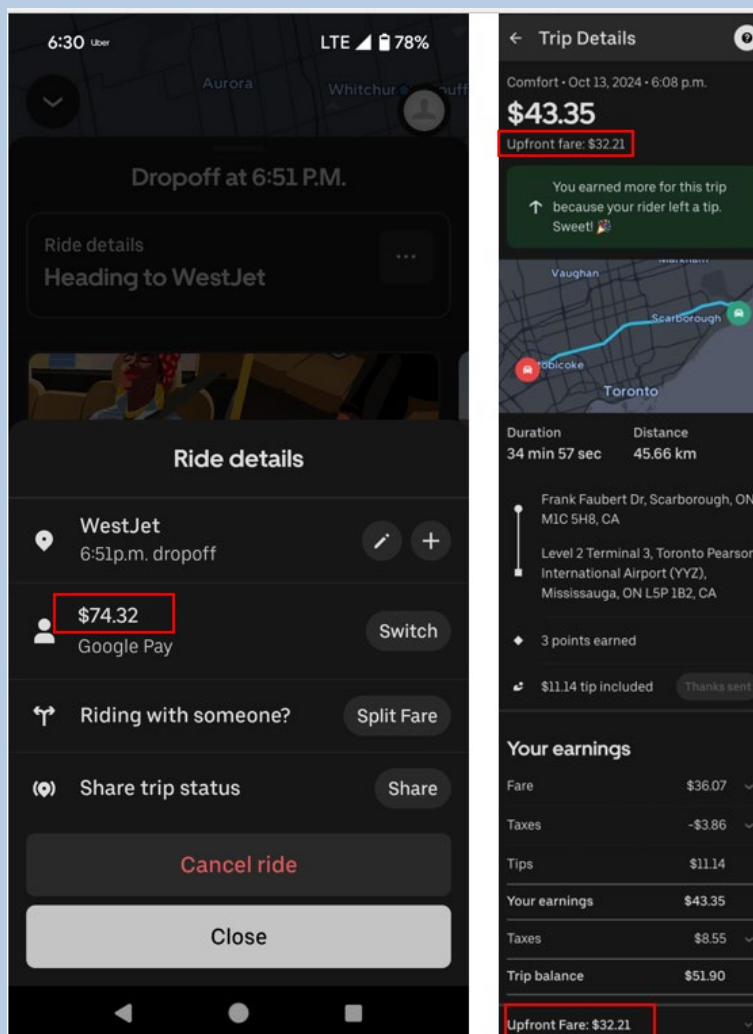 6:30 Uber LTE 78%
Aurora
Dropoff at 6:51 P.M.
Ride details
Heading to WestJet
Ride details
WestJet
6:51p.m. dropoff
$74.32
Google Pay
Switch
Riding with someone?
Split Fare
Share trip status
Share
Cancel ride
Close
Trip Details
Comfort • Oct 13, 2024 • 6:08 p.m.
$43.35
Upfront fare: $32.21
You earned more for this trip
because your rider left a tip.
Sweet!
Vaughan
Scarborough
Toronto
Duration
34 min 57 sec
Distance
45.66 km
Frank Faubert Dr, Scarborough, ON
M1C 5H8, CA
Level 2 Terminal 3, Toronto Pearson
International Airport (YYZ),
Mississauga, ON L5P 1B2, CA
3 points earned
$11.14 tip included
Thanks sent
Your earnings
Fare $36.07
Taxes -$3.86
Tips $11.14
Your earnings $43.35
Taxes $8.55
Trip balance $51.90
Upfront Fare: $32.21